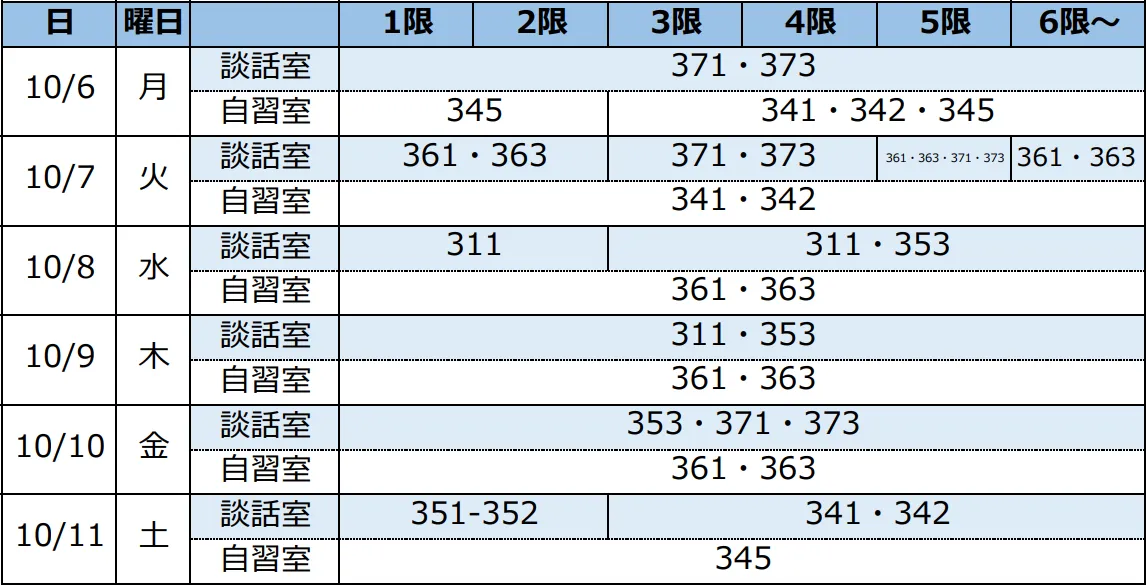 日 曜日 1限 2限 3限 4限 5限 6限～
10/6 月 談話室 371・373
自習室 345 341・342・345
10/7 火 談話室 361・363 371・373 361・363・371・373 361・363
自習室 341・342
10/8 水 談話室 311 311・353
自習室 361・363
10/9 木 談話室 311・353
自習室 361・363
10/10 金 談話室 353・371・373
自習室 361・363
10/11 土 談話室 351-352 341・342
自習室 345